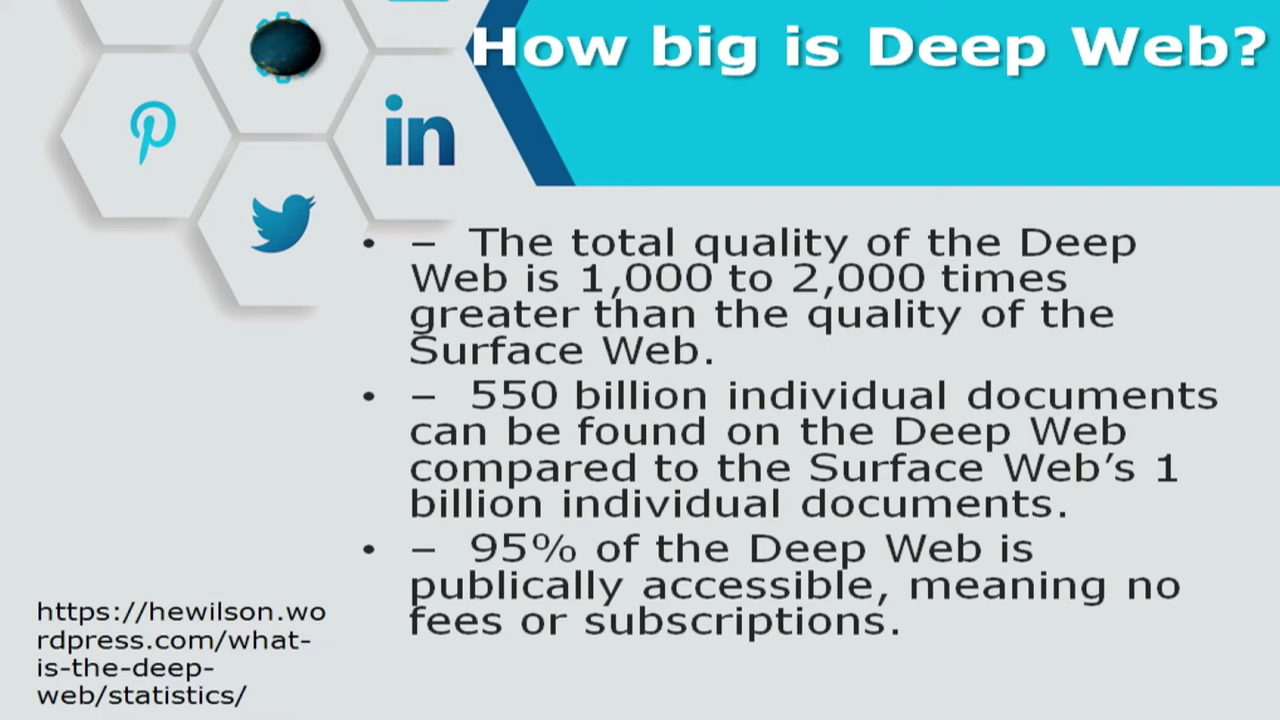 How big is Deep Web?
in
• – The total quality of the Deep
Web is 1,000 to 2,000 times
greater than the quality of the
Surface Web.
• – 550 billion individual documents
can be found on the Deep Web
compared to the Surface Web’s 1
billion individual documents.
• – 95% of the Deep Web is
publically accessible, meaning no
fees or subscriptions.
https://hewilson.wo
rdpress.com/what-
is-the-deep-
web/statistics/